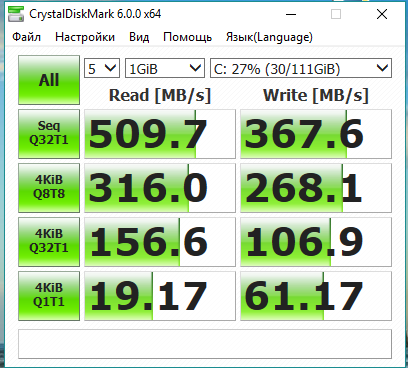 CrystalDiskMark 6.0.0 x64
Файл Настройки Вид Помощь Язык(Language)
All 5 1GiB C: 27% (30/111GiB)
Read [MB/s] Write [MB/s]
Seq
Q32T1 509.7 367.6
4KiB
Q8T8 316.0 268.1
4KiB
Q32T1 156.6 106.9
4KiB
Q1T1 19.17 61.17